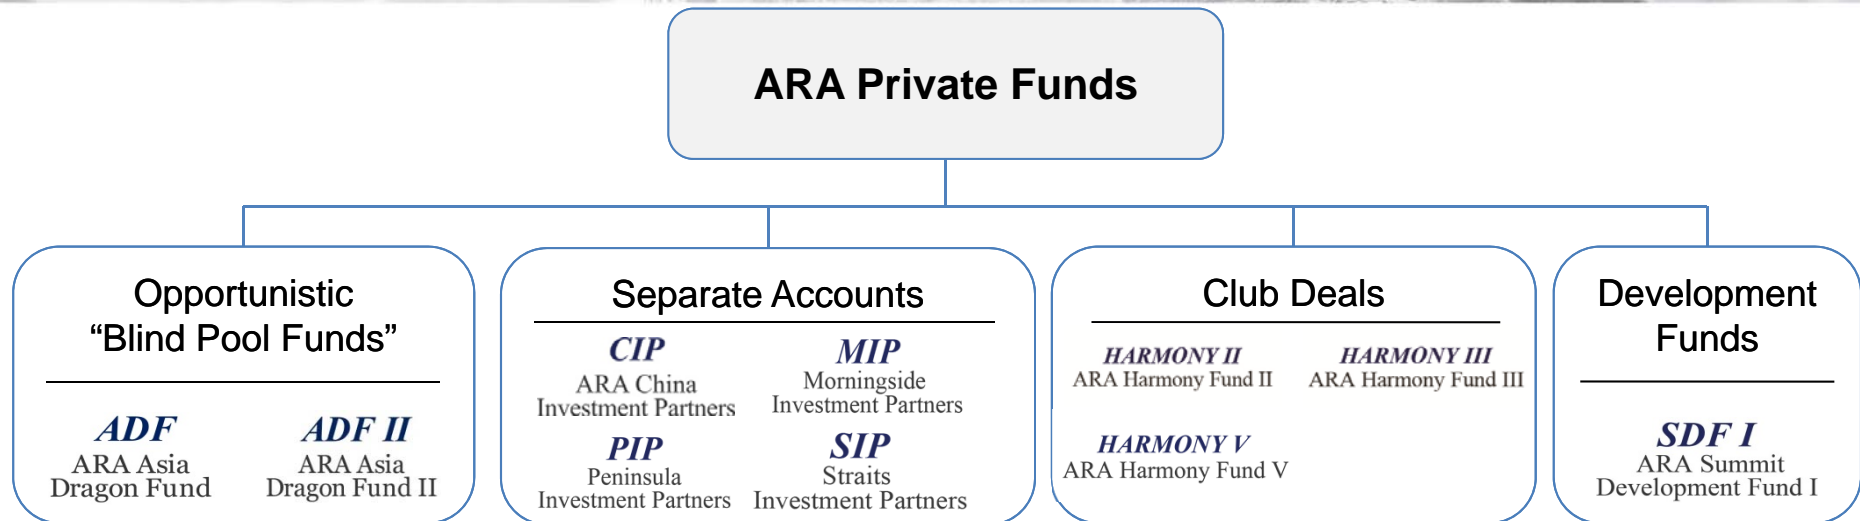 ARA Private Funds
Opportunistic
“Blind Pool Funds”
ADF
ARA Asia
Dragon Fund
ADF II
ARA Asia
Dragon Fund II
Separate Accounts
CIP
ARA China
Investment Partners
MIP
Morningside
Investment Partners
PIP
Peninsula
Investment Partners
SIP
Straits
Investment Partners
Club Deals
HARMONY II
ARA Harmony Fund II
HARMONY III
ARA Harmony Fund III
HARMONY V
ARA Harmony Fund V
Development
Funds
SDF I
ARA Summit
Development Fund I